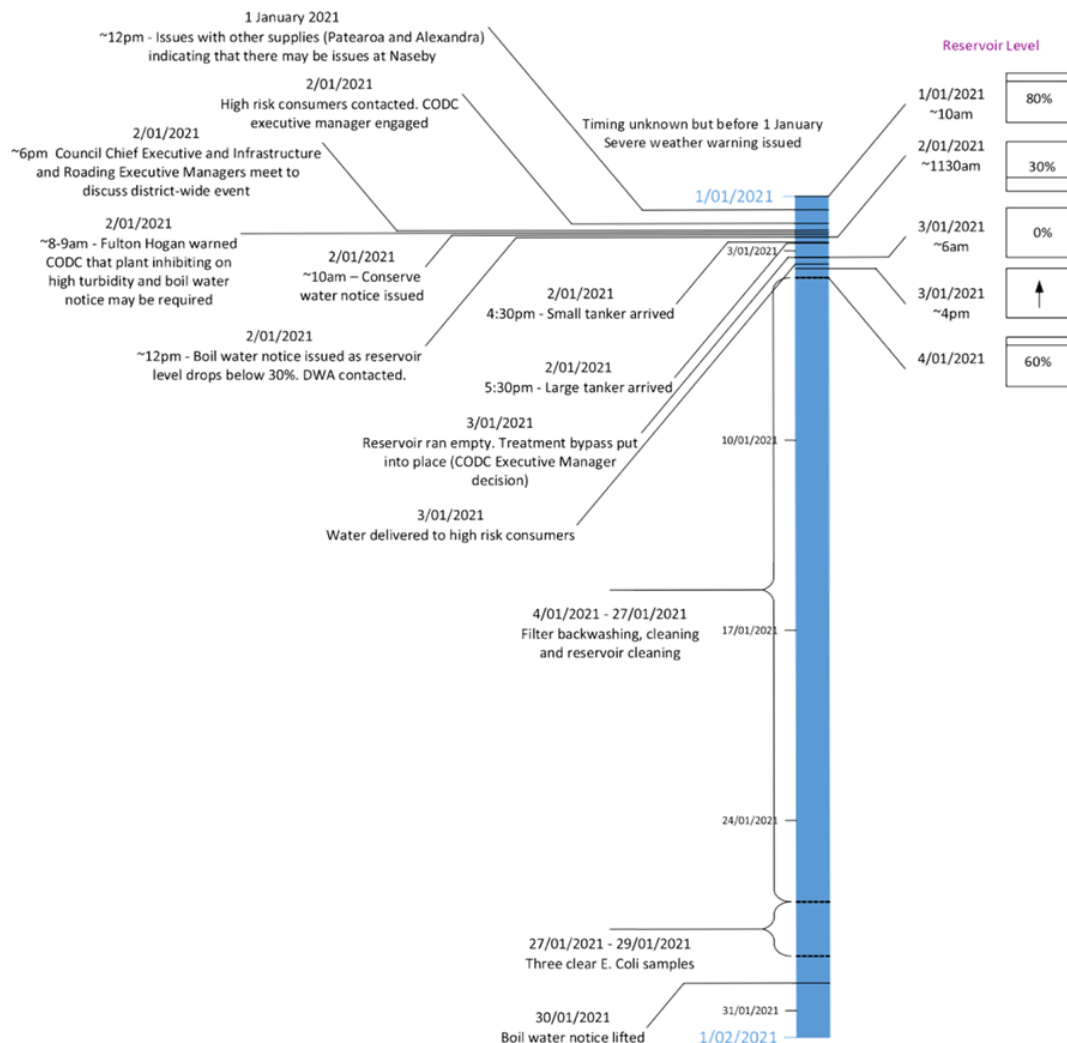 1 January 2021
~12pm - Issues with other supplies (Patearoa and Alexandra)
indicating that there may be issues at Naseby
2/01/2021
High risk consumers contacted. CODC
executive manager engaged
2/01/2021
~6pm Council Chief Executive and Infrastructure
and Roading Executive Managers meet to
discuss district-wide event
2/01/2021
~8-9am - Fulton Hogan warned
CODC that plant inhibiting on
high turbidity and boil water
notice may be required
2/01/2021
~10am – Conserve
water notice issued
2/01/2021
~12pm - Boil water notice issued as reservoir
level drops below 30%. DWA contacted.
2/01/2021
4:30pm - Small tanker arrived
2/01/2021
5:30pm - Large tanker arrived
3/01/2021
Reservoir ran empty. Treatment bypass put
into place (CODC Executive Manager
decision)
3/01/2021
Water delivered to high risk consumers
4/01/2021 - 27/01/2021
Filter backwashing, cleaning
and reservoir cleaning
27/01/2021 - 29/01/2021
Three clear E. Coli samples
30/01/2021
Boil water notice lifted
Timing unknown but before 1 January
Severe weather warning issued
1/01/2021
3/01/2021
10/01/2021
17/01/2021
24/01/2021
31/01/2021
1/02/2021
Reservoir Level
1/01/2021
~10am
80%
2/01/2021
~1130am
30%
3/01/2021
~6am
0%
3/01/2021
~4pm
4/01/2021
60%